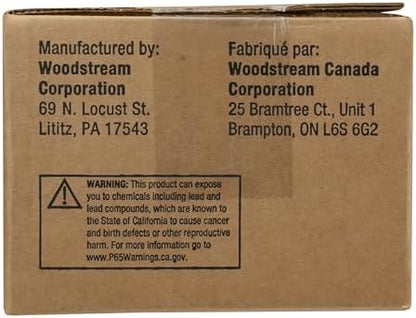 Manufactured by:
Woodstream
Corporation
69 N. Locust St.
Lititz, PA 17543
Fabriqué par:
Woodstream Canada
Corporation
25 Bramtree Ct., Unit 1
Brampton, ON L6S 6G2
WARNING: This product can expose
you to chemicals including lead and
lead compounds, which are known to
the State of California to cause cancer
and birth defects or other reproductive
harm. For more information go to
www.P65Warnings.ca.gov.